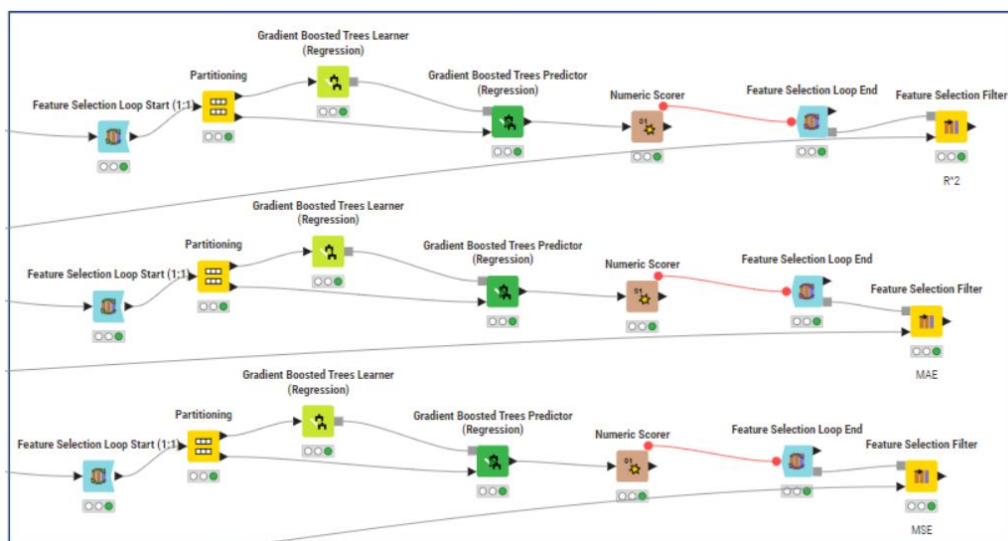 Gradient Boosted Trees Learner
(Regression)
Partitioning
Gradient Boosted Trees Predictor
(Regression)
Feature Selection Loop Start (1:1)
Numeric Scorer
Feature Selection Loop End
Feature Selection Filter
R^2
Gradient Boosted Trees Learner
(Regression)
Partitioning
Gradient Boosted Trees Predictor
(Regression)
Feature Selection Loop Start (1:1)
Numeric Scorer
Feature Selection Loop End
Feature Selection Filter
MAE
Gradient Boosted Trees Learner
(Regression)
Partitioning
Gradient Boosted Trees Predictor
(Regression)
Feature Selection Loop Start (1:1)
Numeric Scorer
Feature Selection Loop End
Feature Selection Filter
MSE